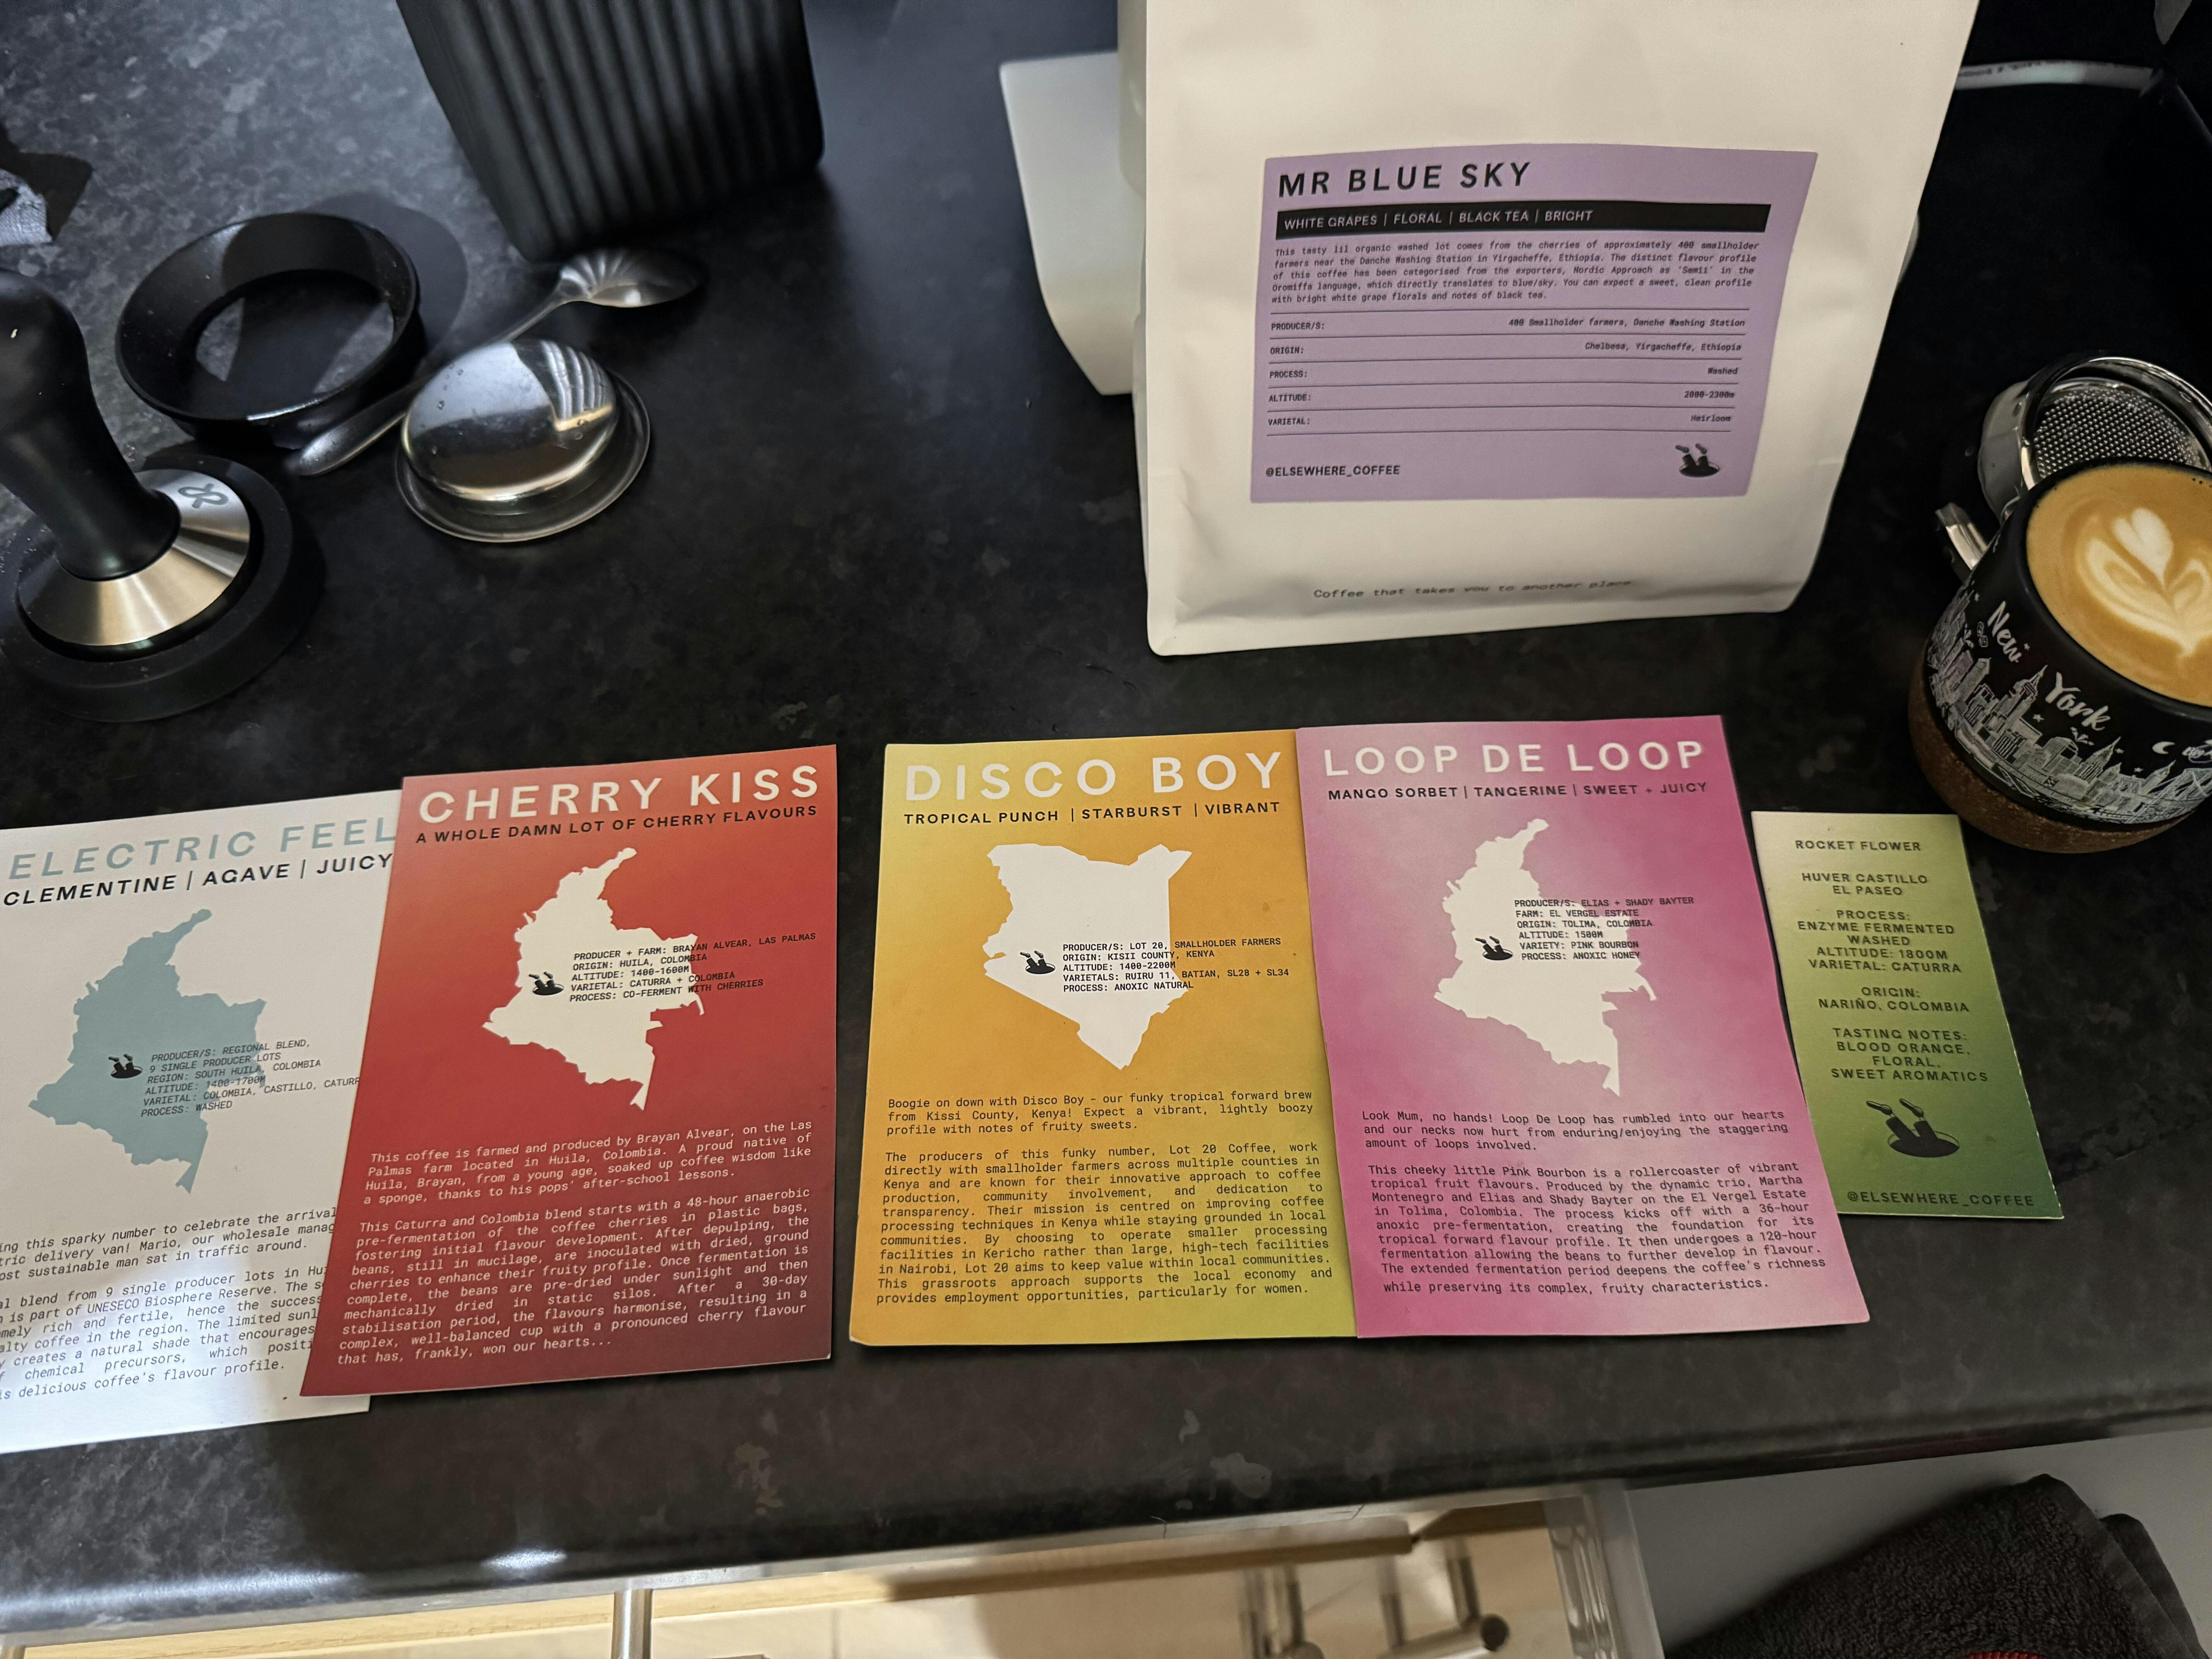 MR BLUE SKY
WHITE GRAPES | FLORAL | BLACK TEA | BRIGHT
This tasty lil organic washed lot comes from the cherries of approximately 400 smallholder
farmers near the Danche Washing Station in Yirgacheffe, Ethiopia. The distinct flavour profile
of this coffee has been categorised from the exporters, Nordic Approach as 'Semii' in the
Oromiffa language, which directly translates to blue/sky. You can expect a sweet, clean profile
with bright white grape florals and notes of black tea.
PRODUCER/S: 400 Smallholder farmers, Danche Washing Station
ORIGIN: Chelbesa, Yirgacheffe, Ethiopia
PROCESS: Washed
ALTITUDE: 2000-2300m
VARIETAL: Heirloom
@ELSEWHERE_COFFEE
Coffee that takes you to another place
New
York
ELECTRIC FEEL
CLEMENTINE | AGAVE | JUICY
PRODUCER/S: REGIONAL BLEND,
9 SINGLE PRODUCER LOTS
REGION: SOUTH HUILA, COLOMBIA
ALTITUDE: 1400-1700M
VARIETAL: COLOMBIA, CASTILLO, CATURR
PROCESS: WASHED
ing this sparky number to celebrate the arrival
tric delivery van! Mario, our wholesale manag
ost sustainable man sat in traffic around.
al blend from 9 single producer lots in Hui
n is part of UNESECO Biosphere Reserve. The s
mely rich and fertile, hence the success
alty coffee in the region. The limited sunl
y creates a natural shade that encourages
f chemical precursors, which positi
is delicious coffee's flavour profile.
CHERRY KISS
A WHOLE DAMN LOT OF CHERRY FLAVOURS
PRODUCER + FARM: BRAYAN ALVEAR, LAS PALMAS
ORIGIN: HUILA, COLOMBIA
ALTITUDE: 1400-1600M
VARIETAL: CATURRA + COLOMBIA
PROCESS: CO-FERMENT WITH CHERRIES
This coffee is farmed and produced by Brayan Alvear, on the Las
Palmas farm located in Huila, Colombia. A proud native of
Huila, Brayan, from a young age, soaked up coffee wisdom like
a sponge, thanks to his pops' after-school lessons.
This Caturra and Colombia blend starts with a 48-hour anaerobic
pre-fermentation of the coffee cherries in plastic bags,
fostering initial flavour development. After depulping, the
beans, still in mucilage, are inoculated with dried, ground
cherries to enhance their fruity profile. Once fermentation is
complete, the beans are pre-dried under sunlight and then
mechanically dried in static silos. After a 30-day
stabilisation period, the flavours harmonise, resulting in a
complex, well-balanced cup with a pronounced cherry flavour
that has, frankly, won our hearts...
DISCO BOY
TROPICAL PUNCH | STARBURST | VIBRANT
PRODUCER/S: LOT 20, SMALLHOLDER FARMERS
ORIGIN: KISII COUNTY, KENYA
ALTITUDE: 1400-2200M
VARIETALS: RUIRU 11, BATIAN, SL28 + SL34
PROCESS: ANOXIC NATURAL
Boogie on down with Disco Boy - our funky tropical forward brew
from Kissi County, Kenya! Expect a vibrant, lightly boozy
profile with notes of fruity sweets.
The producers of this funky number, Lot 20 Coffee, work
directly with smallholder farmers across multiple counties in
Kenya and are known for their innovative approach to coffee
production, community involvement, and dedication to
transparency. Their mission is centred on improving coffee
processing techniques in Kenya while staying grounded in local
communities. By choosing to operate smaller processing
facilities in Kericho rather than large, high-tech facilities
in Nairobi, Lot 20 aims to keep value within local communities.
This grassroots approach supports the local economy and
provides employment opportunities, particularly for women.
LOOP DE LOOP
MANGO SORBET | TANGERINE | SWEET + JUICY
PRODUCER/S: ELIAS + SHADY BAYTER
FARM: EL VERGEL ESTATE
ORIGIN: TOLIMA, COLOMBIA
ALTITUDE: 1500M
VARIETY: PINK BOURBON
PROCESS: ANOXIC HONEY
Look Mum, no hands! Loop De Loop has rumbled into our hearts
and our necks now hurt from enduring/enjoying the staggering
amount of loops involved.
This cheeky little Pink Bourbon is a rollercoaster of vibrant
tropical fruit flavours. Produced by the dynamic trio, Martha
Montenegro and Elias and Shady Bayter on the El Vergel Estate
in Tolima, Colombia. The process kicks off with a 36-hour
anoxic pre-fermentation, creating the foundation for its
tropical forward flavour profile. It then undergoes a 120-hour
fermentation allowing the beans to further develop in flavour.
The extended fermentation period deepens the coffee's richness
while preserving its complex, fruity characteristics.
ROCKET FLOWER
HUVER CASTILLO
EL PASEO
PROCESS:
ENZYME FERMENTED
WASHED
ALTITUDE: 1800M
VARIETAL: CATURRA
ORIGIN:
NARIÑO, COLOMBIA
TASTING NOTES:
BLOOD ORANGE,
FLORAL,
SWEET AROMATICS
@ELSEWHERE_COFFEE